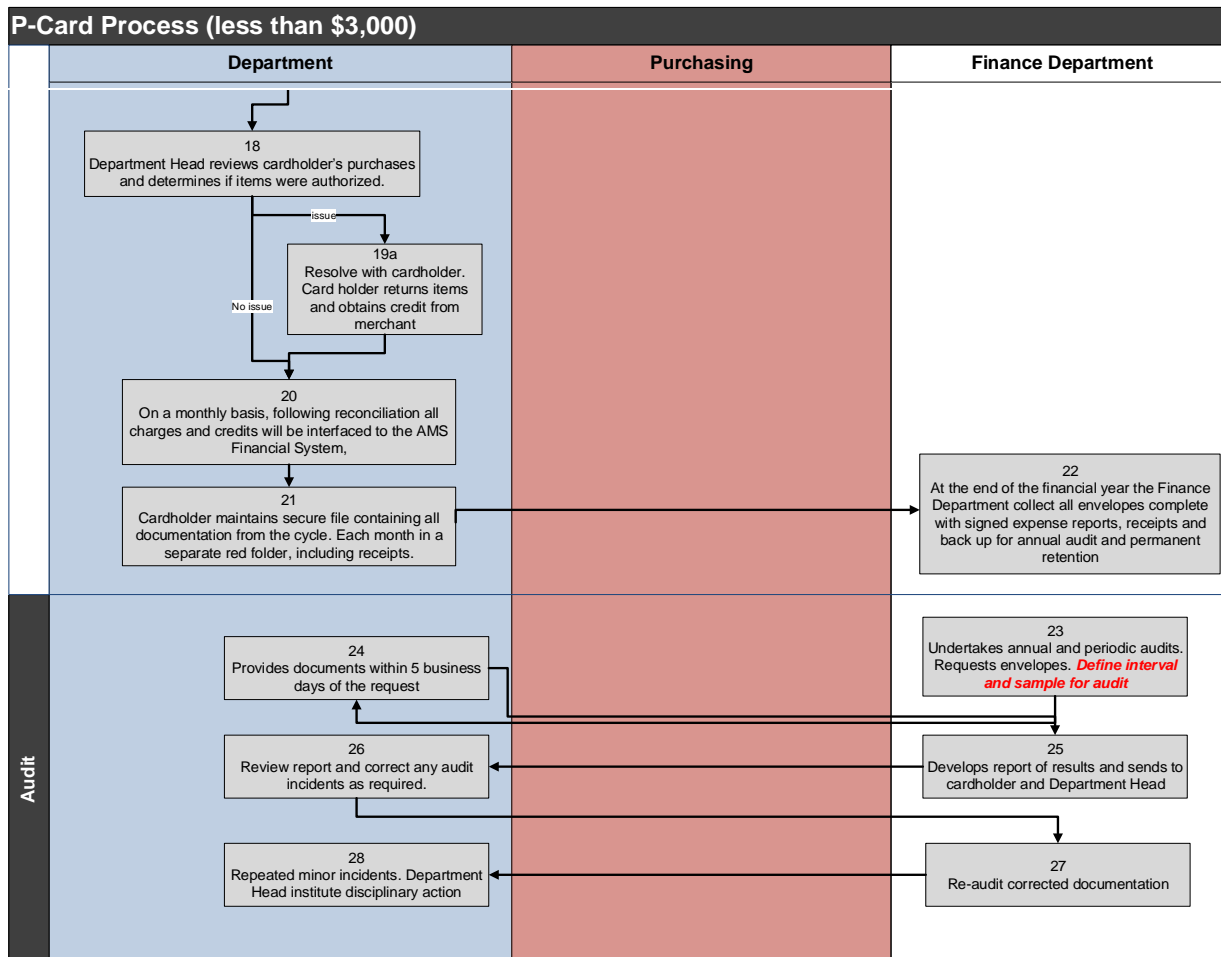 P-Card Process (less than $3,000)
Department
Purchasing
Finance Department
18
Department Head reviews cardholder's purchases
and determines if items were authorized.
issue
19a
Resolve with cardholder.
Card holder returns items
and obtains credit from
merchant
No issue
20
On a monthly basis, following reconciliation all
charges and credits will be interfaced to the AMS
Financial System,
21
Cardholder maintains secure file containing all
documentation from the cycle. Each month in a
separate red folder, including receipts.
22
At the end of the financial year the Finance
Department collect all envelopes complete
with signed expense reports, receipts and
back up for annual audit and permanent
retention
Audit
23
Undertakes annual and periodic audits.
Requests envelopes. Define interval
and sample for audit
24
Provides documents within 5 business
days of the request
25
Develops report of results and sends to
cardholder and Department Head
26
Review report and correct any audit
incidents as required.
27
Re-audit corrected documentation
28
Repeated minor incidents. Department
Head institute disciplinary action